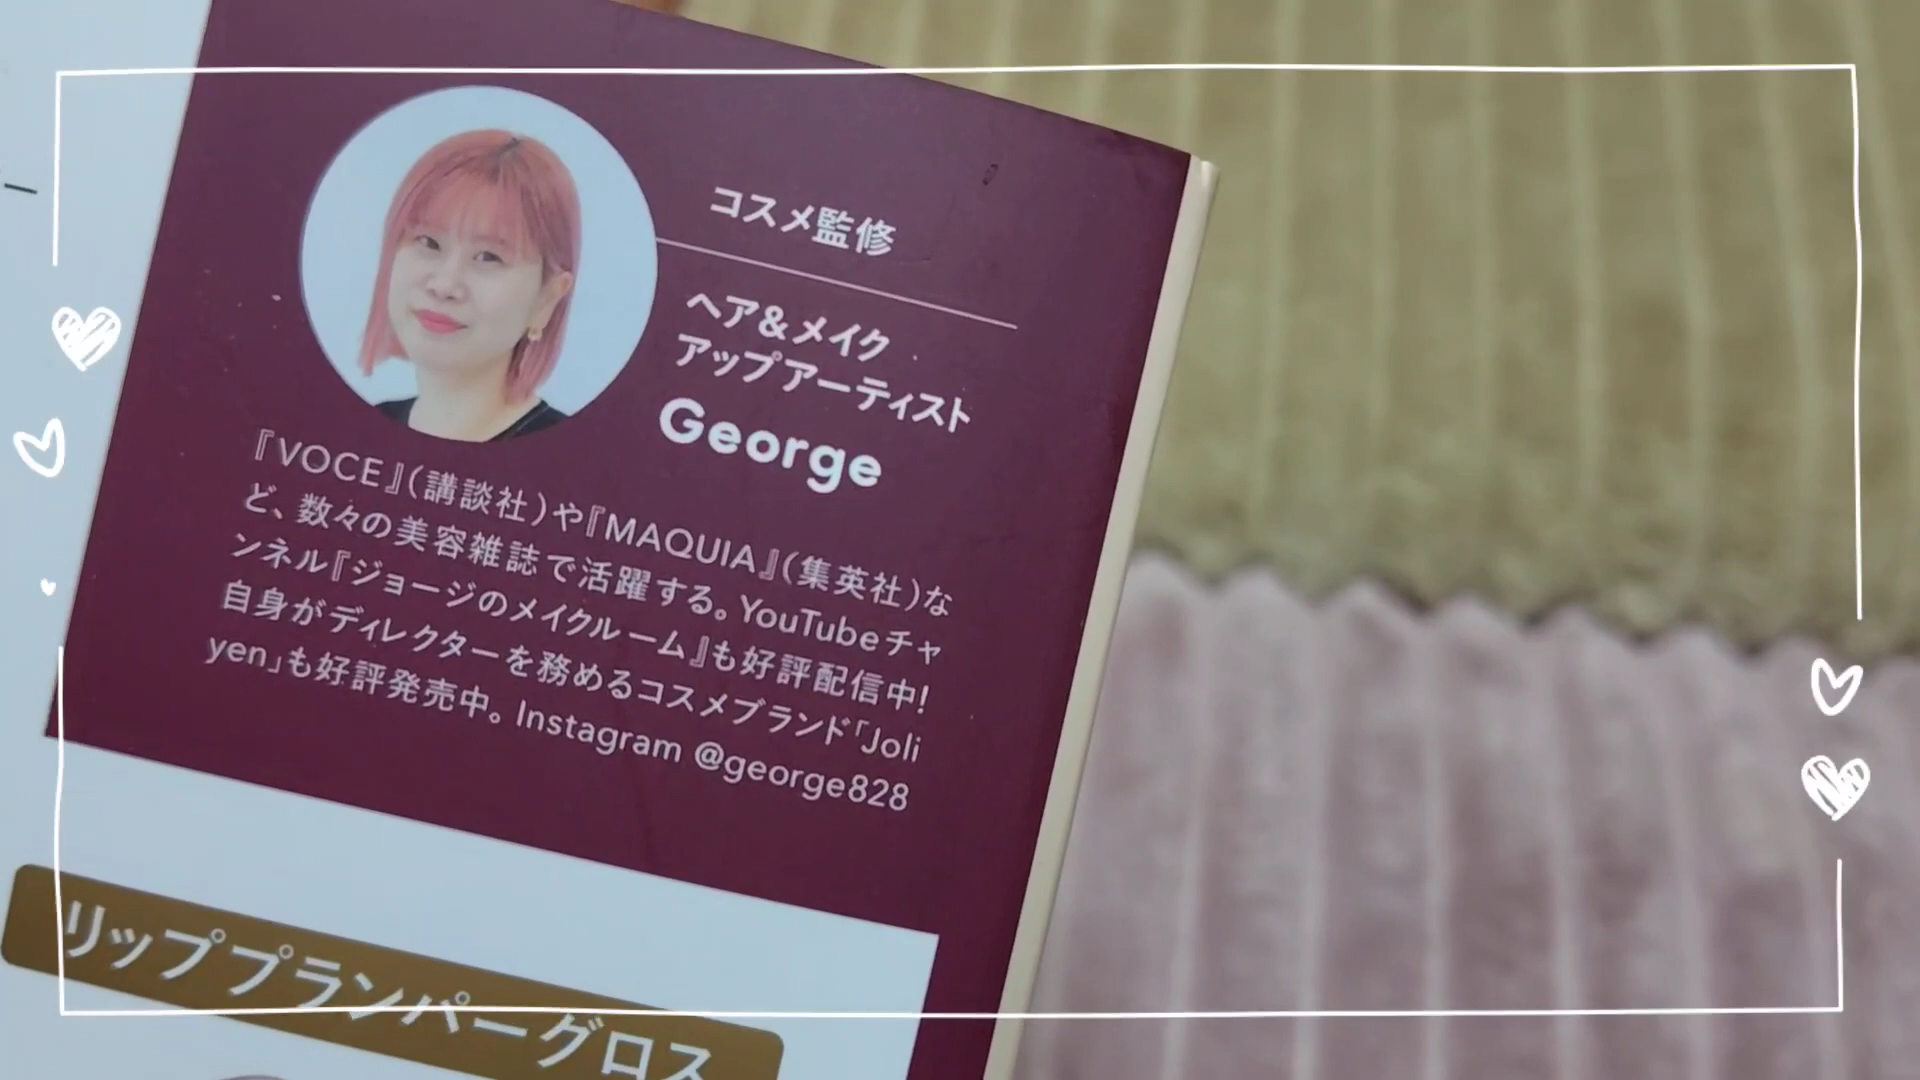 コスメ監修
ヘア&メイク
アップアーティスト
George
『VOCE』(講談社)や『MAQUIA』(集英社)な
ど、数々の美容雑誌で活躍する。YouTubeチャ
ンネル『ジョージのメイクルーム』も好評配信中!
自身がディレクターを務めるコスメブランド「Joli
yen」も好評発売中。Instagram @george828
リッププランパーグロス